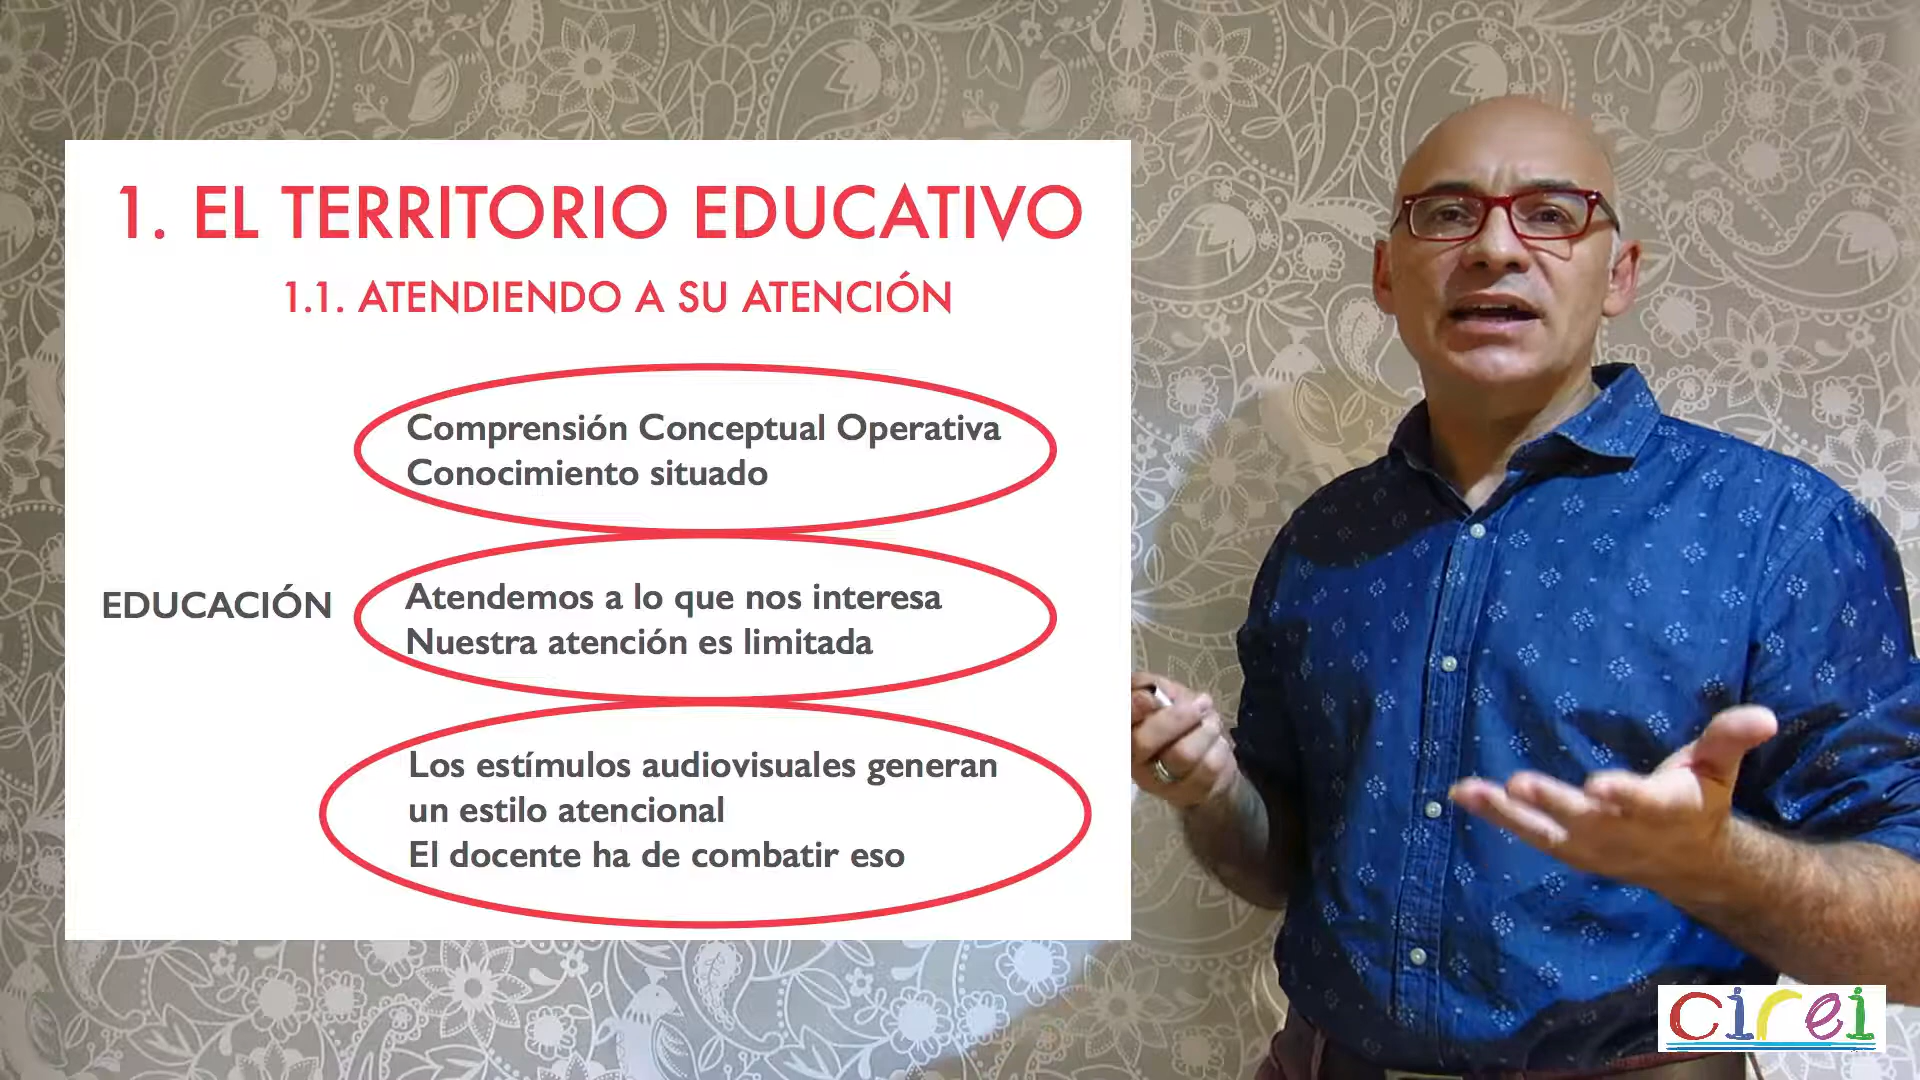 1. EL TERRITORIO EDUCATIVO
1.1. ATENDIENDO A SU ATENCIÓN
Comprensión Conceptual Operativa
Conocimiento situado
EDUCACIÓN
Atendemos a lo que nos interesa
Nuestra atención es limitada
Los estímulos audiovisuales generan
un estilo atencional
El docente ha de combatir eso
cirei